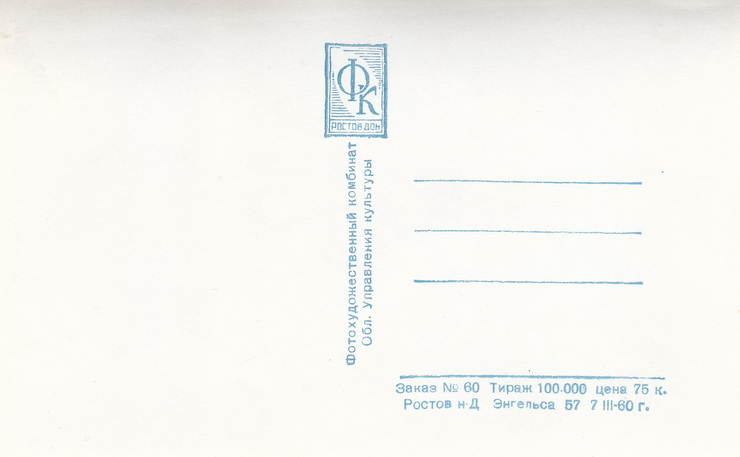 ФК
РОСТОВ ДОН
Фотохудожественный комбинат
Обл. Управления культуры
Заказ № 60 Тираж 100.000 цена 75 к.
Ростов н-Д Энгельса 57 7 III-60 г.